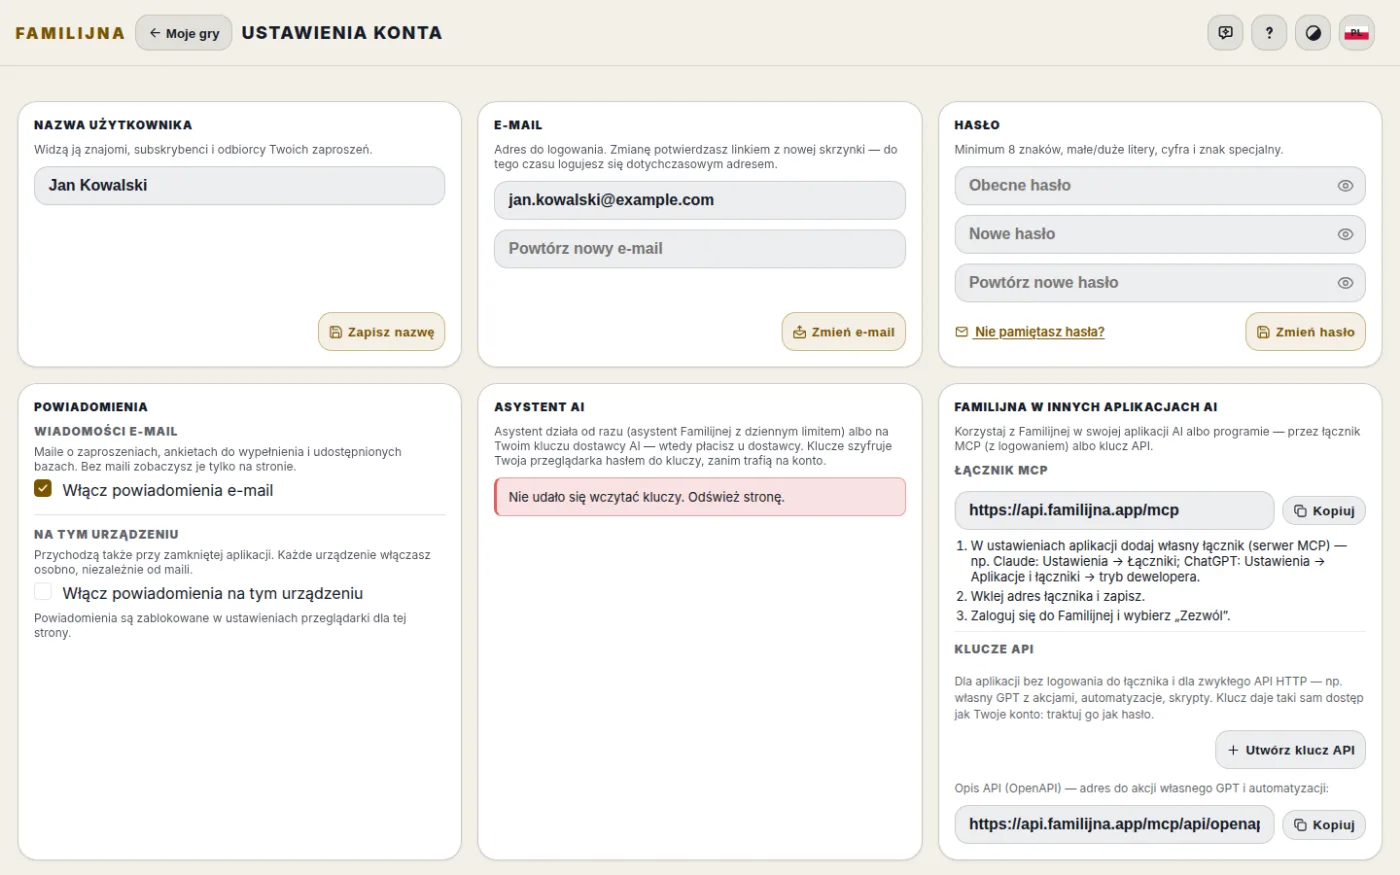 FAMILIJNA
Moje gry
USTAWIENIA KONTA
?
PL
NAZWA UŻYTKOWNIKA
Widzą ją znajomi, subskrybenci i odbiorcy Twoich zaproszeń.
Jan Kowalski
Zapisz nazwę
E-MAIL
Adres do logowania. Zmianę potwierdzasz linkiem z nowej skrzynki — do
tego czasu logujesz się dotychczasowym adresem.
jan.kowalski@example.com
Powtórz nowy e-mail
Zmień e-mail
HASŁO
Minimum 8 znaków, małe/duże litery, cyfra i znak specjalny.
Obecne hasło
Nowe hasło
Powtórz nowe hasło
Nie pamiętasz hasła?
Zmień hasło
POWIADOMIENIA
WIADOMOŚCI E-MAIL
Maile o zaproszeniach, ankietach do wypełnienia i udostępnionych
bazach. Bez maili zobaczysz je tylko na stronie.
Włącz powiadomienia e-mail
NA TYM URZĄDZENIU
Przychodzą także przy zamkniętej aplikacji. Każde urządzenie włączasz
osobno, niezależnie od maili.
Włącz powiadomienia na tym urządzeniu
Powiadomienia są zablokowane w ustawieniach przeglądarki dla tej
strony.
ASYSTENT AI
Asystent działa od razu (asystent Familijnej z dziennym limitem) albo na
Twoim kluczu dostawcy AI — wtedy płacisz u dostawcy. Klucze szyfruje
Twoja przeglądarka hasłem do kluczy, zanim trafią na konto.
Nie udało się wczytać kluczy. Odśwież stronę.
FAMILIJNA W INNYCH APLIKACJACH AI
Korzystaj z Familijnej w swojej aplikacji AI albo programie — przez łącznik
MCP (z logowaniem) albo klucz API.
ŁĄCZNIK MCP
https://api.familijna.app/mcp
Kopiuj
1. W ustawieniach aplikacji dodaj własny łącznik (serwer MCP) —
np. Claude: Ustawienia → Łączniki; ChatGPT: Ustawienia →
Aplikacje i łączniki → tryb dewelopera.
2. Wklej adres łącznika i zapisz.
3. Zaloguj się do Familijnej i wybierz „Zezwól”.
KLUCZE API
Dla aplikacji bez logowania do łącznika i dla zwykłego API HTTP — np.
własny GPT z akcjami, automatyzacje, skrypty. Klucz daje taki sam dostęp
jak Twoje konto: traktuj go jak hasło.
+ Utwórz klucz API
Opis API (OpenAPI) — adres do akcji własnego GPT i automatyzacji:
https://api.familijna.app/mcp/api/openap
Kopiuj